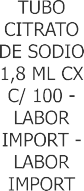 TUBO
CITRATO
DE SODIO
1,8 ML CX
C/ 100 -
LABOR
IMPORT -
LABOR
IMPORT